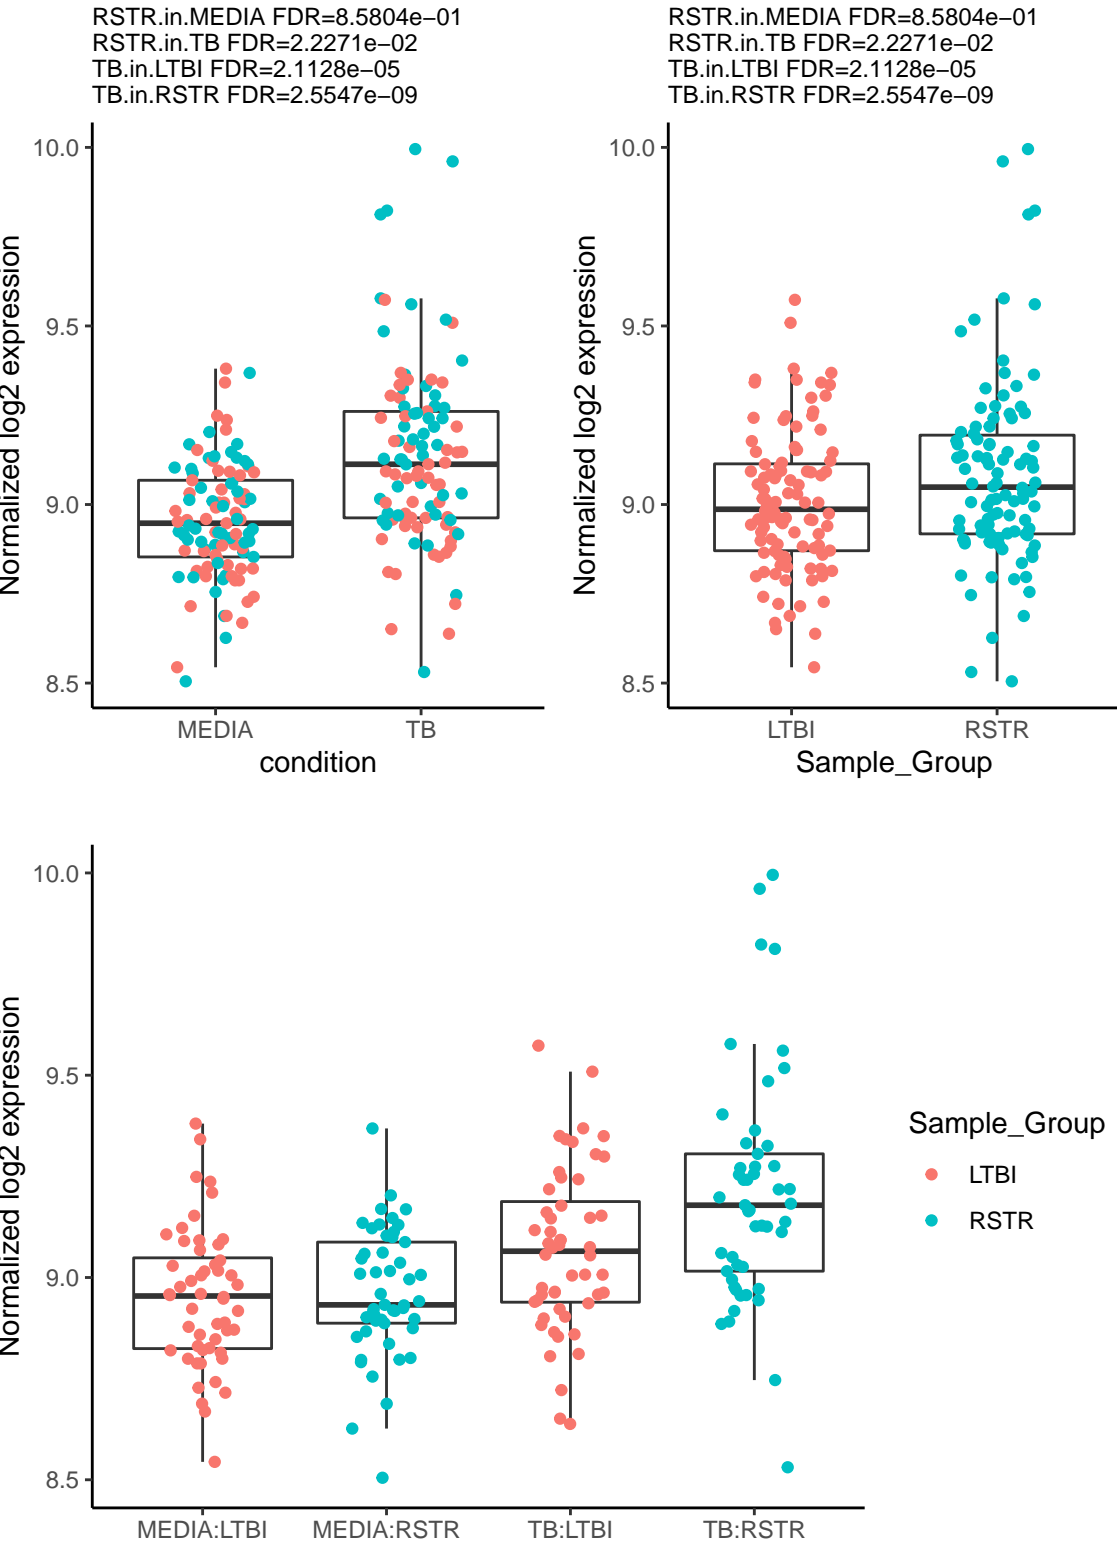 RSTR.in.MEDIA FDR=8.5804e−01
RSTR.in.TB FDR=2.2271e−02
TB.in.LTBI FDR=2.1128e−05
TB.in.RSTR FDR=2.5547e−09
Normalized log2 expression
10.0
9.5
9.0
8.5
MEDIA
TB
condition
RSTR.in.MEDIA FDR=8.5804e−01
RSTR.in.TB FDR=2.2271e−02
TB.in.LTBI FDR=2.1128e−05
TB.in.RSTR FDR=2.5547e−09
Normalized log2 expression
10.0
9.5
9.0
8.5
LTBI
RSTR
Sample_Group
Normalized log2 expression
10.0
9.5
9.0
8.5
MEDIA:LTBI
MEDIA:RSTR
TB:LTBI
TB:RSTR
Sample_Group
LTBI
RSTR